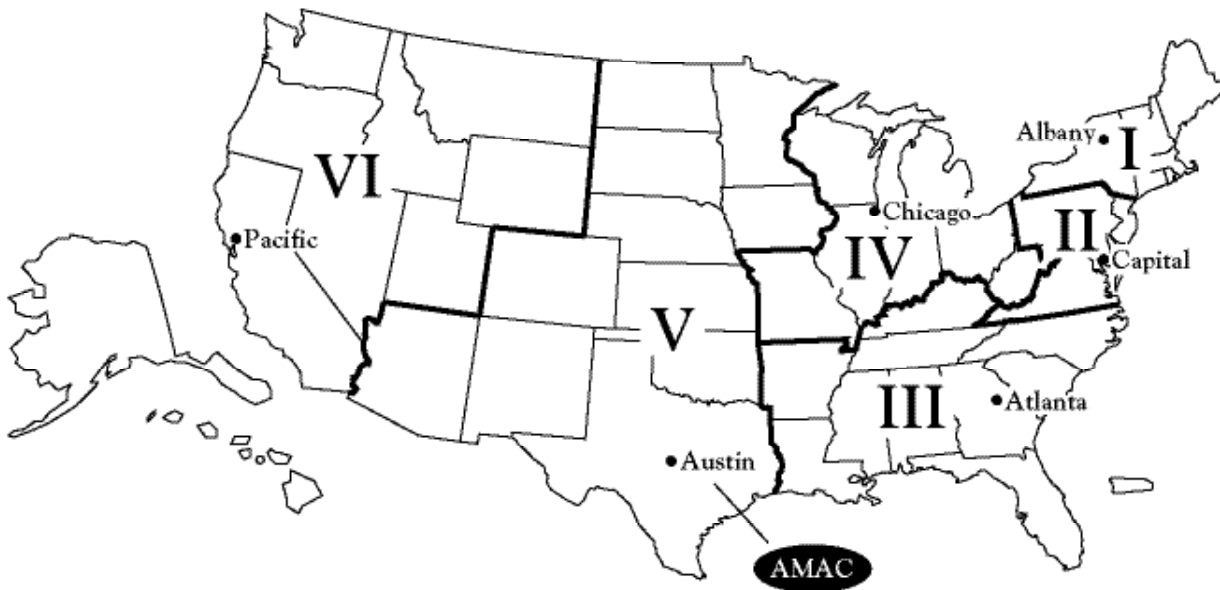 Albany
I
VI
Chicago
II
Pacific
IV
Capital
V
III
Atlanta
Austin
AMAC